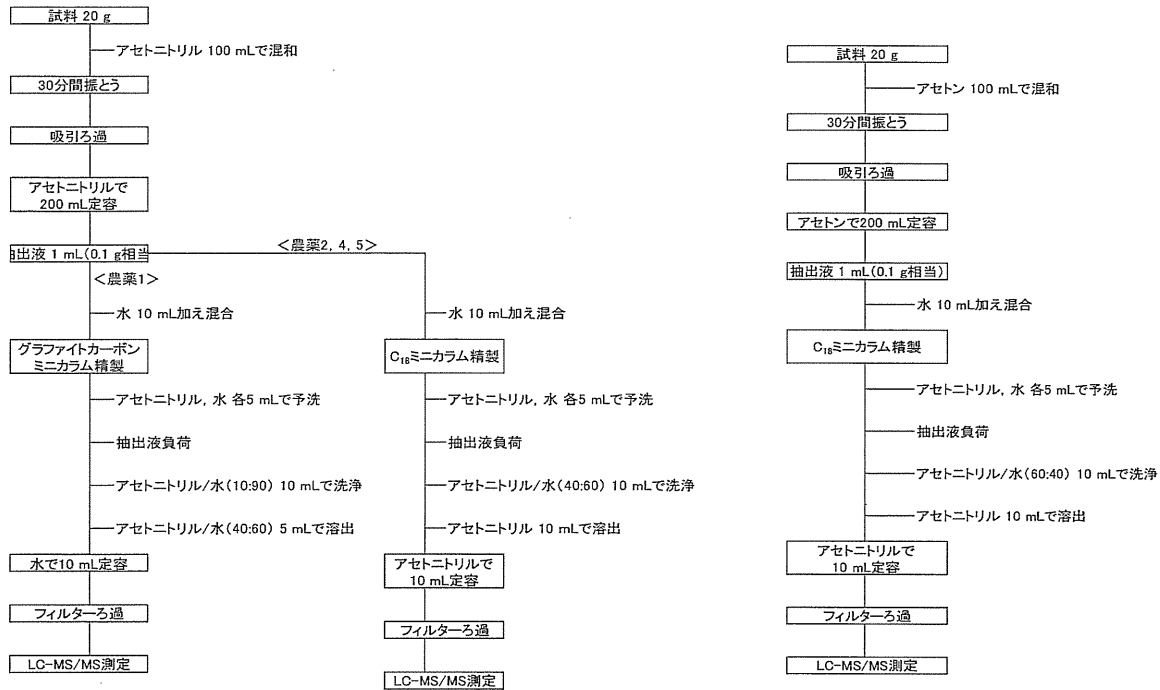 試料 20 g
アセトニトリル 100 mLで混和
30分間振とう
吸引ろ過
アセトニトリルで
200 mL定容
抽出液 1 mL(0.1 g相当
<農薬2, 4, 5>
<農薬1>
水 10 mL加え混合
グラファイトカーボン
ミニカラム精製
アセトニトリル, 水 各5 mLで予洗
抽出液負荷
アセトニトリル/水(10:90) 10 mLで洗浄
アセトニトリル/水(40:60) 5 mLで溶出
水で10 mL定容
フィルターろ過
LC-MS/MS測定
水 10 mL加え混合
C₁₈ミニカラム精製
アセトニトリル, 水 各5 mLで予洗
抽出液負荷
アセトニトリル/水(40:60) 10 mLで洗浄
アセトニトリル 10 mLで溶出
アセトニトリルで
10 mL定容
フィルターろ過
LC-MS/MS測定
試料 20 g
アセトン 100 mLで混和
30分間振とう
吸引ろ過
アセトンで200 mL定容
抽出液 1 mL(0.1 g相当)
水 10 mL加え混合
C₁₈ミニカラム精製
アセトニトリル, 水 各5 mLで予洗
抽出液負荷
アセトニトリル/水(60:40) 10 mLで洗浄
アセトニトリル 10 mLで溶出
アセトニトリルで
10 mL定容
フィルターろ過
LC-MS/MS測定